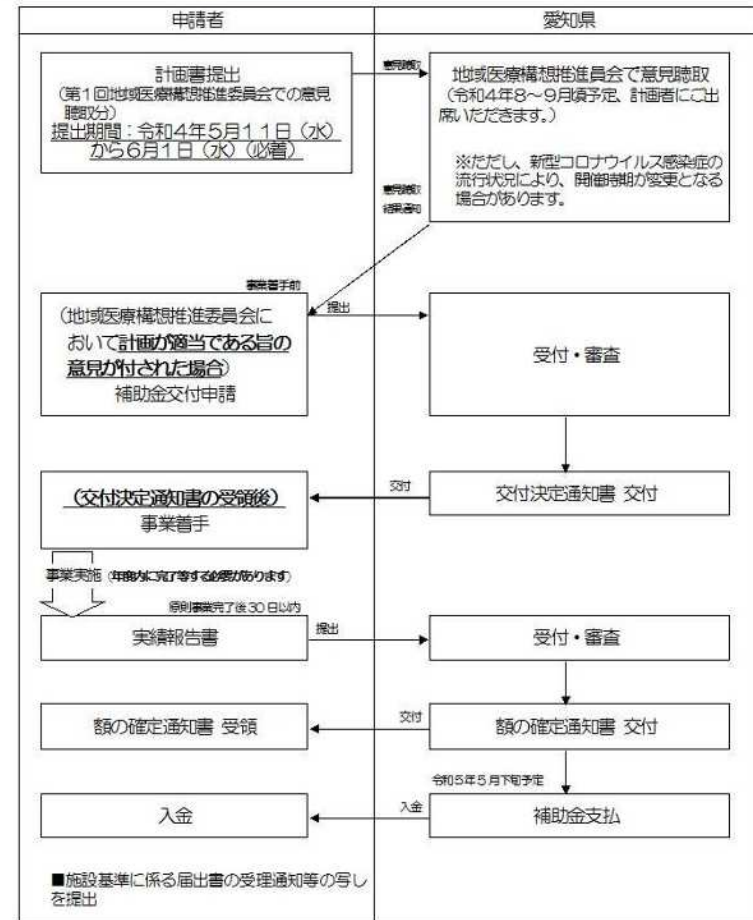 申請者
愛知県
計画書提出
(第1回地域医療構想推進委員会での意見
聴取分)
提出期間:令和4年5月11日(水)
から6月1日(水)(必着)
意見聴取
地域医療構想推進員会で意見聴取
(令和4年8~9月頃予定、計画者にご出
席いただきます。)
※ただし、新型コロナウイルス感染症の
流行状況により、開催時期が変更となる
場合があります。
意見聴取
結果通知
事業着手前
(地域医療構想推進委員会に
おいて計画が適当である旨の
意見が付された場合)
補助金交付申請
提出
受付・審査
(交付決定通知書の受領後)
事業着手
交付
交付決定通知書 交付
事業実施 (年度内に完了等する必要があります)
原則事業完了後30日以内
実績報告書
提出
受付・審査
額の確定通知書 受領
交付
額の確定通知書 交付
令和5年5月下旬予定
入金
入金
補助金支払
■施設基準に係る届出書の受理通知等の写し
を提出